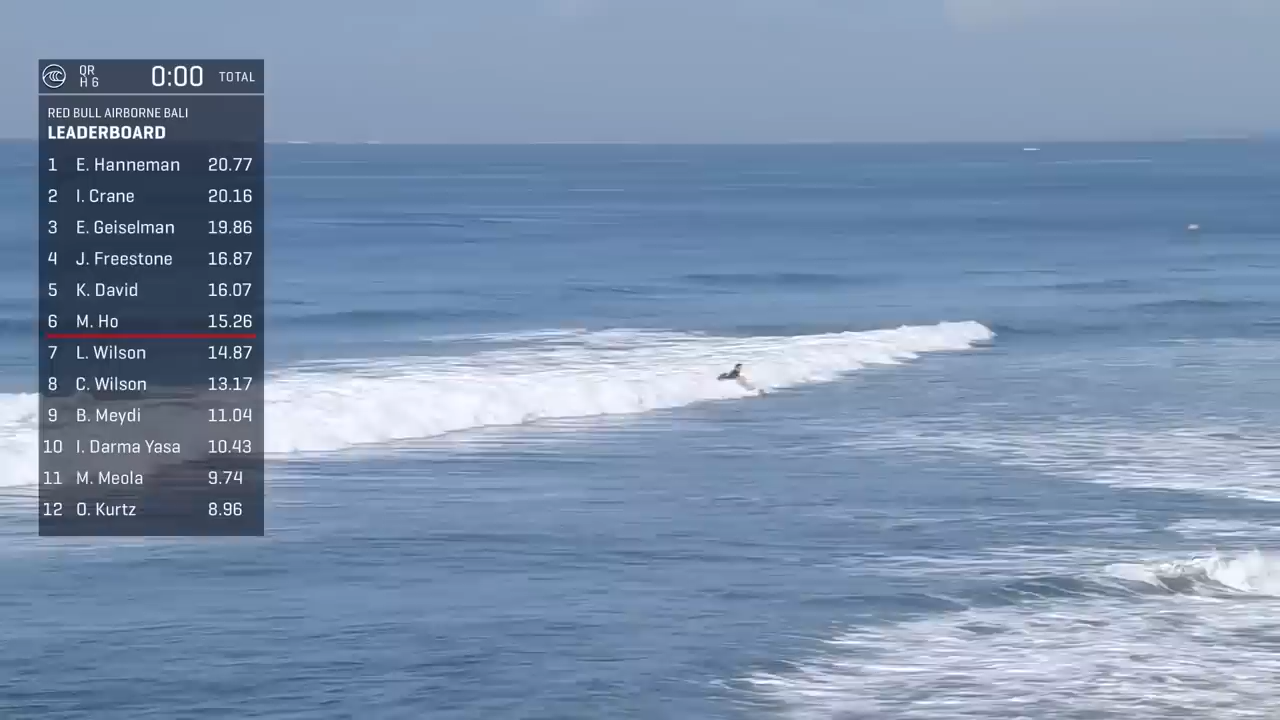 QR
H 6
0:00 TOTAL
RED BULL AIRBORNE BALI
LEADERBOARD
1 E. Hanneman 20.77
2 I. Crane 20.16
3 E. Geiselman 19.86
4 J. Freestone 16.87
5 K. David 16.07
6 M. Ho 15.26
7 L. Wilson 14.87
8 C. Wilson 13.17
9 B. Meydi 11.04
10 I. Darma Yasa 10.43
11 M. Meola 9.74
12 O. Kurtz 8.96